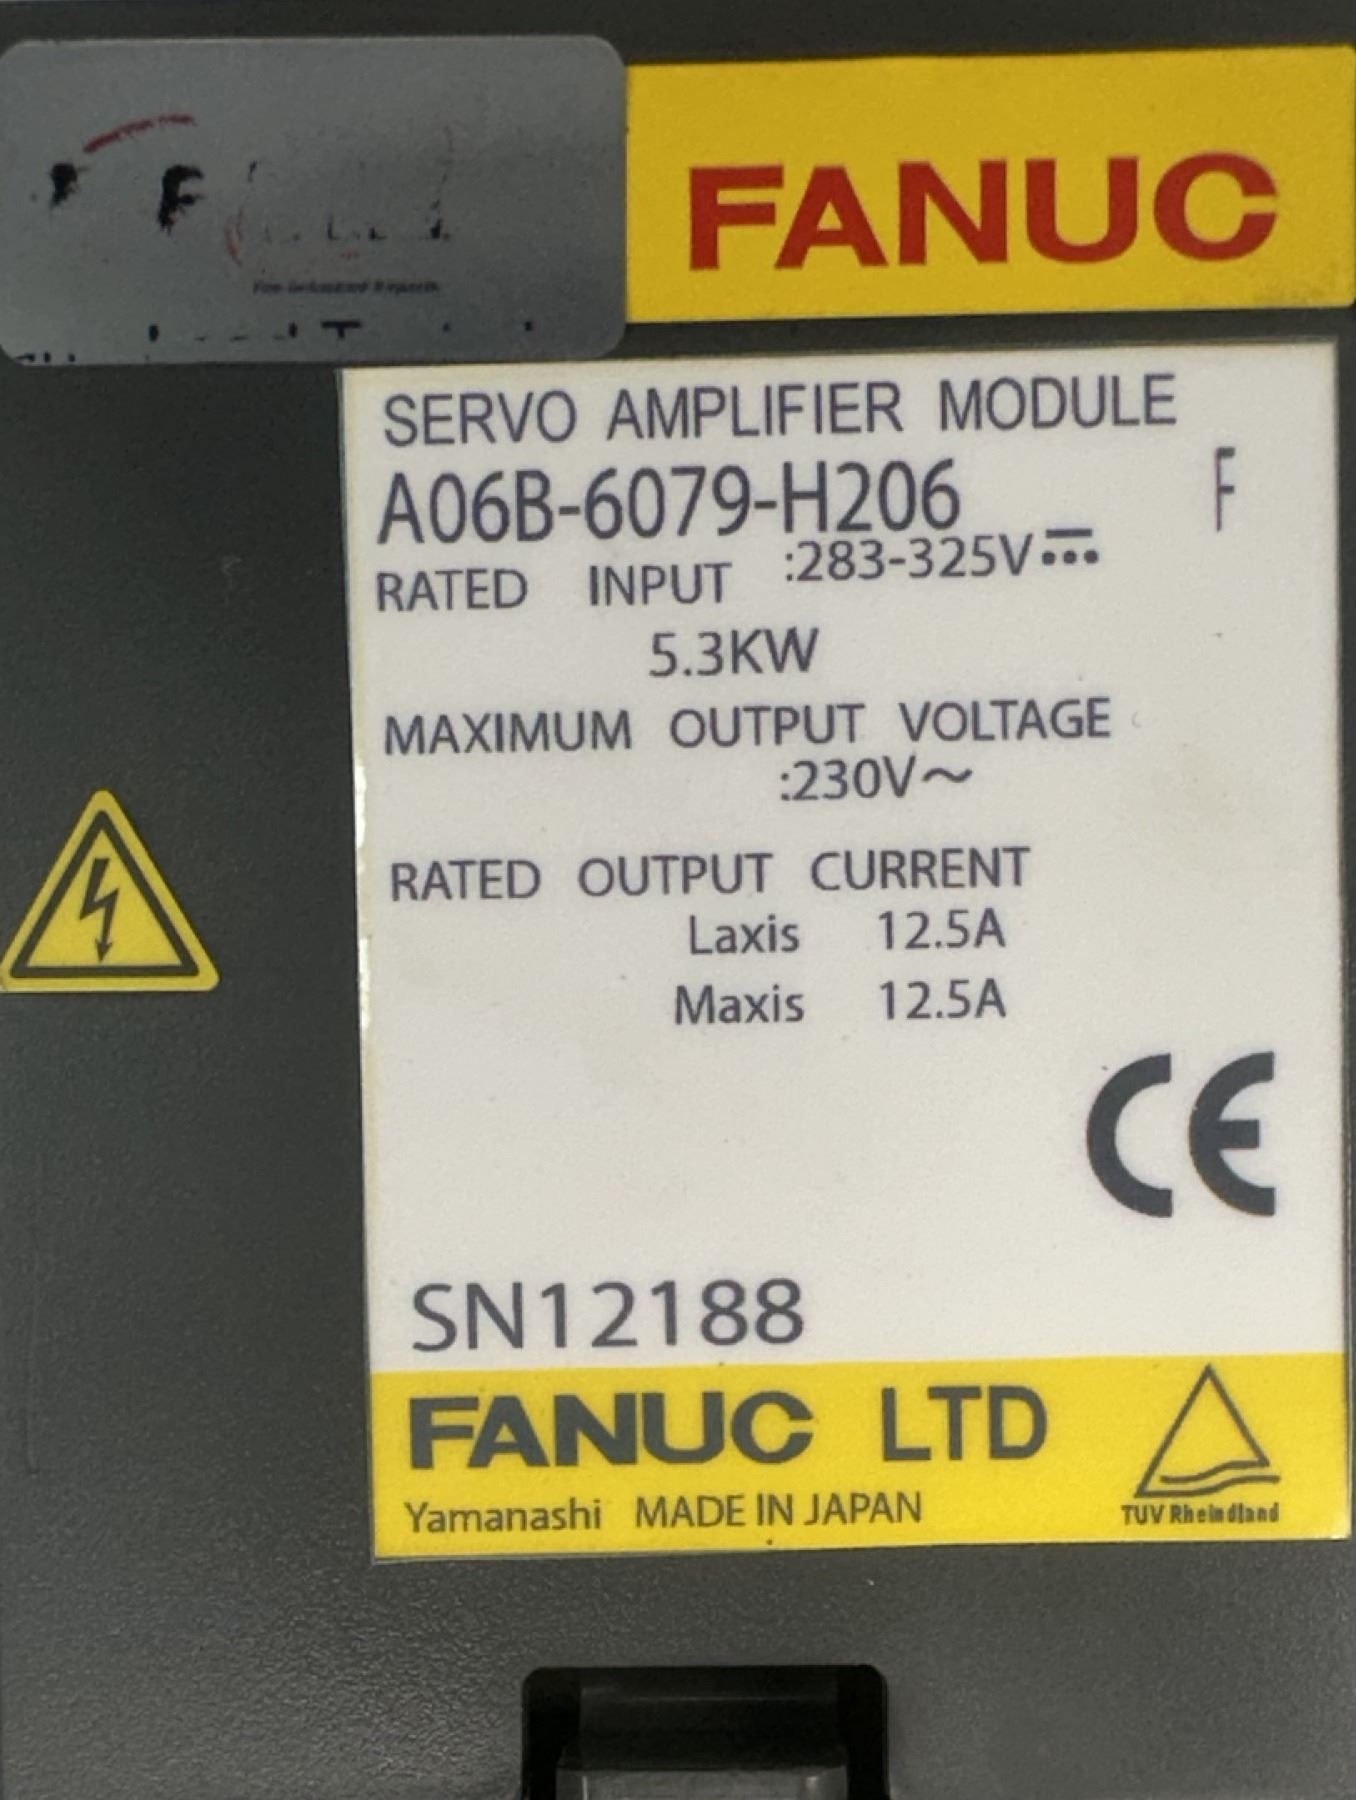 FANUC
SERVO AMPLIFIER MODULE
A06B-6079-H206 F
RATED INPUT :283-325V⎓
5.3KW
MAXIMUM OUTPUT VOLTAGE
:230V~
RATED OUTPUT CURRENT
Laxis 12.5A
Maxis 12.5A
CE
SN12188
FANUC LTD
Yamanashi MADE IN JAPAN
TUV Rheindland